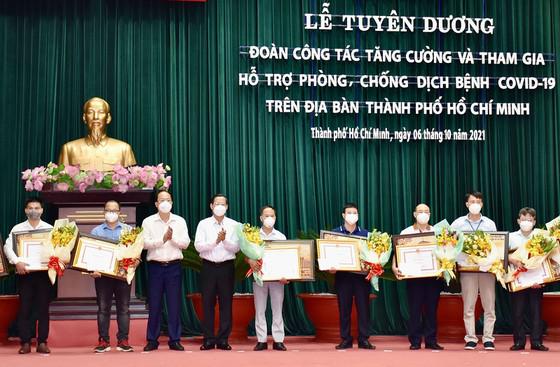 LỄ TUYÊN DƯƠNG
ĐOÀN CÔNG TÁC TĂNG CƯỜNG VÀ THAM GIA
HỖ TRỢ PHÒNG, CHỐNG DỊCH BỆNH COVID-19
TRÊN ĐỊA BÀN THÀNH PHỐ HỒ CHÍ MINH
Thành phố Hồ Chí Minh, ngày 06 tháng 10 năm 2021